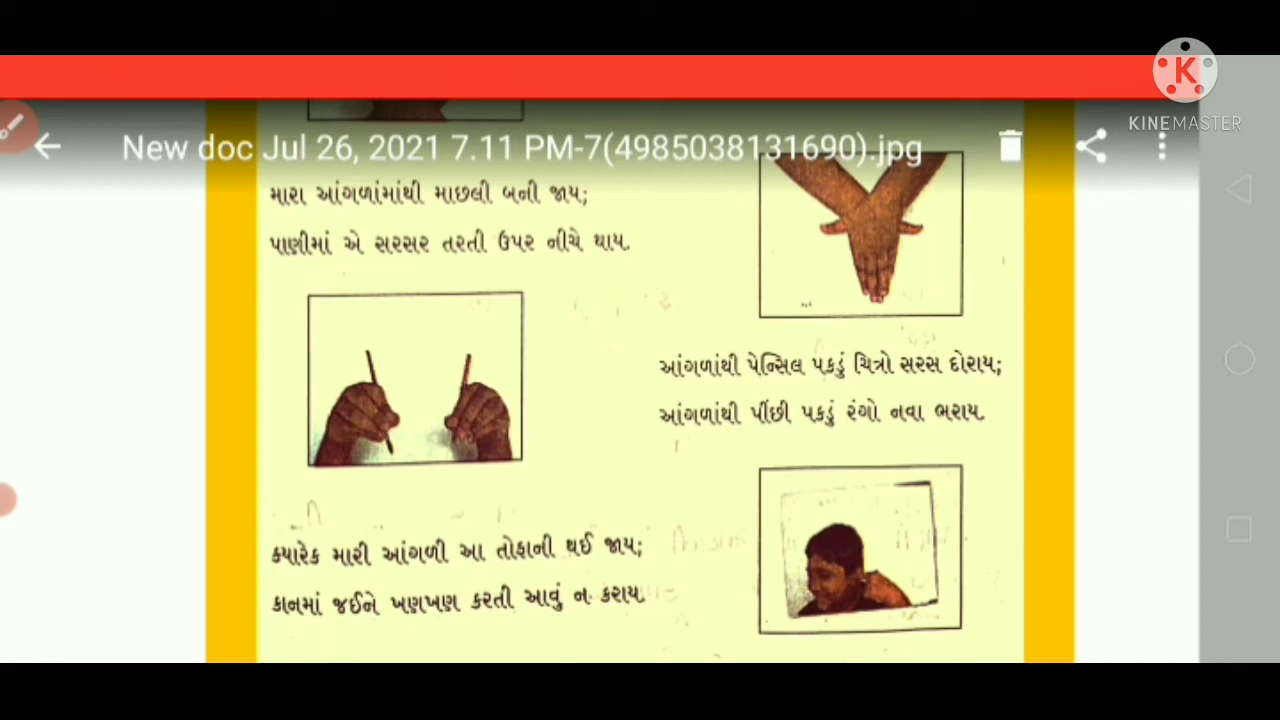 KINEMASTER
New doc Jul 26, 2021 7.11 PM-7(4985038131690).jpg
મારા આંગળાંમાંથી માછલી બની જાય;
પાણીમાં એ સરસર તરતી ઉપર નીચે થાય.
આંગળાંથી પેન્સિલ પકડું ચિત્રો સરસ દોરાય;
આંગળાંથી પીંછી પકડું રંગો નવા ભરાય.
ક્યારેક મારી આંગળી આ તોફાની થઈ જાય;
કાનમાં જઈને ખણખણ કરતી આવું ન કરાય.